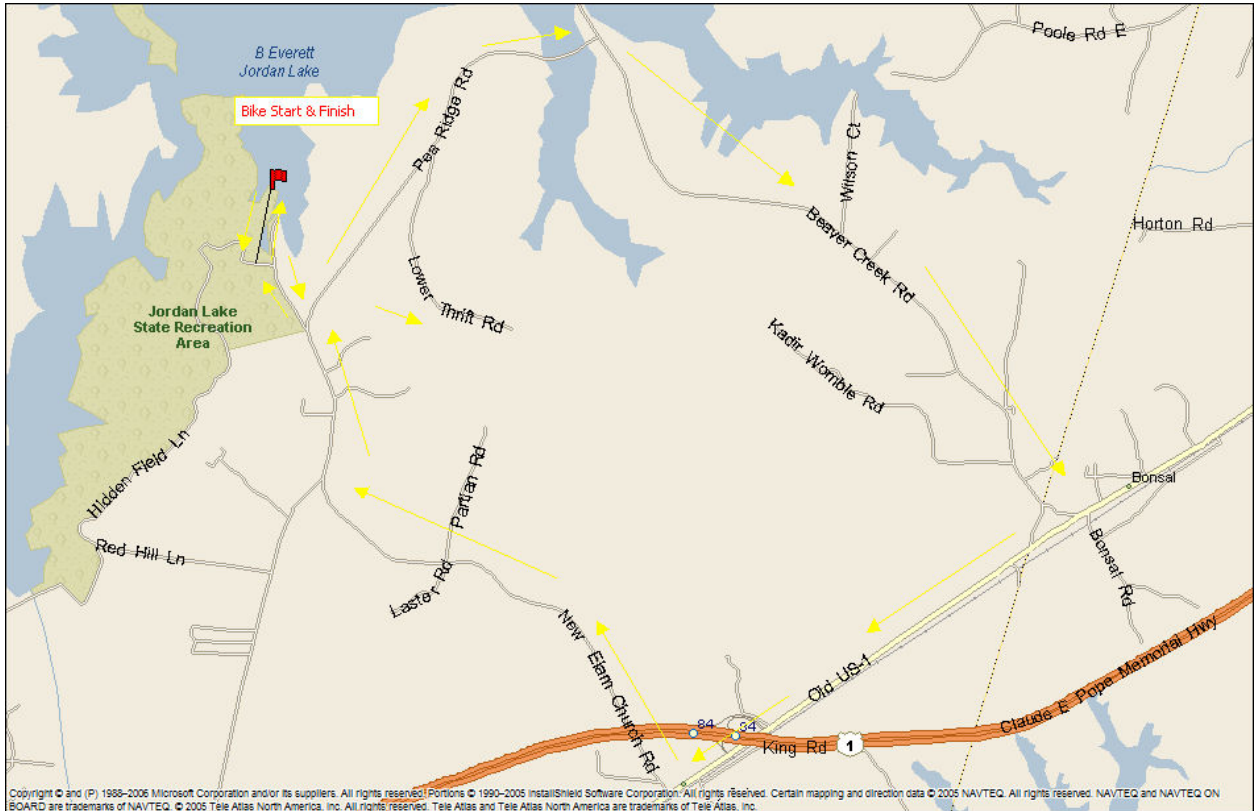 Poole Rd E
B Everett
Jordan Lake
Bike Start & Finish
Pea Ridge Rd
Wilson Ct
Beaver Creek Rd
Horton Rd
Lower Thrift Rd
Jordan Lake
State Recreation
Area
Kadir Womble Rd
Hidden Field Ln
Partian Rd
Bonsal
Red Hill Ln
Bonsal Rd
Laster Rd
New Elam Church Rd
Old US-1
Claude E Pope Memorial Hwy
84
84
King Rd
1
Copyright © and (P) 1988–2006 Microsoft Corporation and/or its suppliers. All rights reserved. Portions © 1990–2005 InstallShield Software Corporation. All rights reserved. Certain mapping and direction data © 2005 NAVTEQ. All rights reserved. NAVTEQ and NAVTEQ ON
BOARD are trademarks of NAVTEQ. © 2005 Tele Atlas North America, Inc. All rights reserved. Tele Atlas and Tele Atlas North America are trademarks of Tele Atlas, Inc.